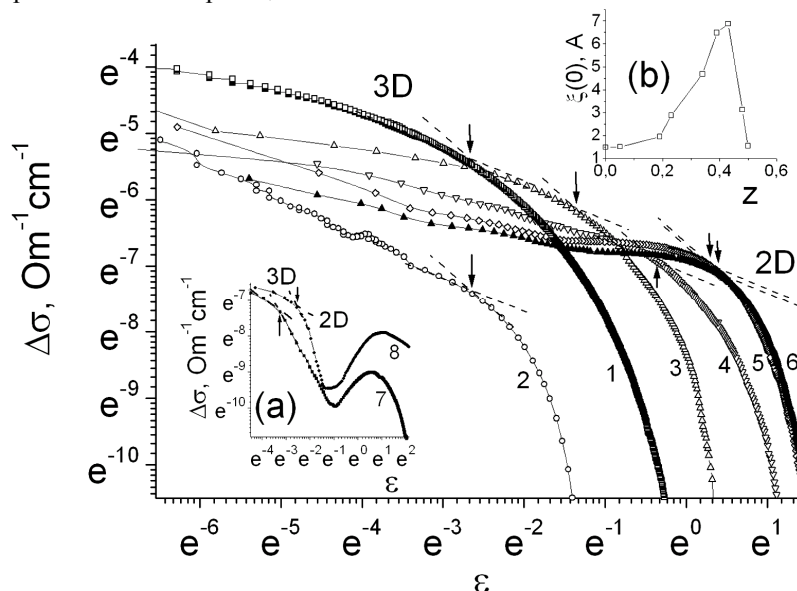 (b)
ξ(0), A
7
6
5
4
3
2
1
0,0 0,2 0,4 0,6
z
Δσ, Om⁻¹cm⁻¹
e⁻⁴
e⁻⁵
e⁻⁶
e⁻⁷
e⁻⁸
e⁻⁹
e⁻¹⁰
3D
2D
1
2
3
4
5
6
3D
2D
8
7
(a)
Δσ, Om⁻¹cm⁻¹
e⁻⁷
e⁻⁸
e⁻⁹
e⁻¹⁰
e⁻⁴ e⁻³ e⁻² e⁻¹ e⁰ e¹ e²
ε
e⁻⁶ e⁻⁵ e⁻⁴ e⁻³ e⁻² e⁻¹ e⁰ e¹
ε